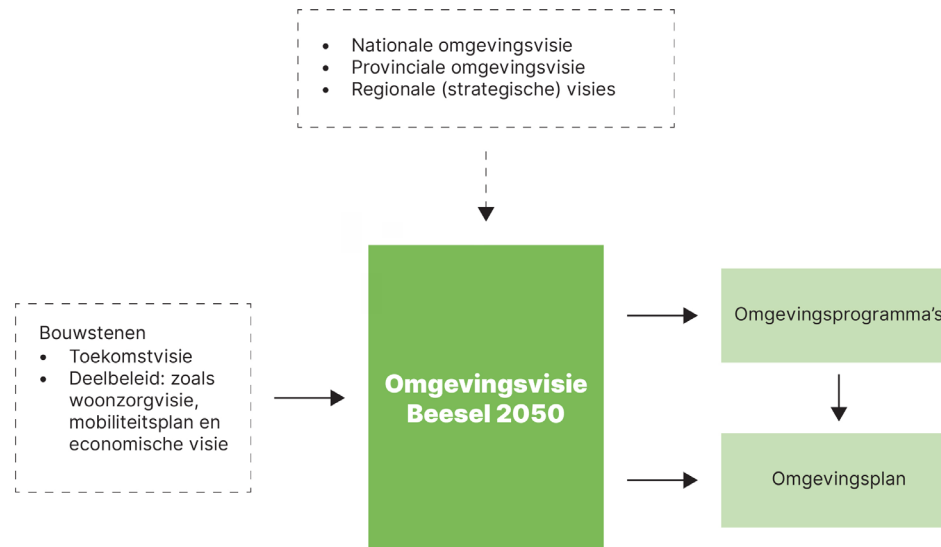 • Nationale omgevingsvisie
• Provinciale omgevingsvisie
• Regionale (strategische) visies
Bouwstenen
• Toekomstvisie
• Deelbeleid: zoals
woonzorgvisie,
mobiliteitsplan en
economische visie
Omgevingsvisie
Beesel 2050
Omgevingsprogramma's
Omgevingsplan